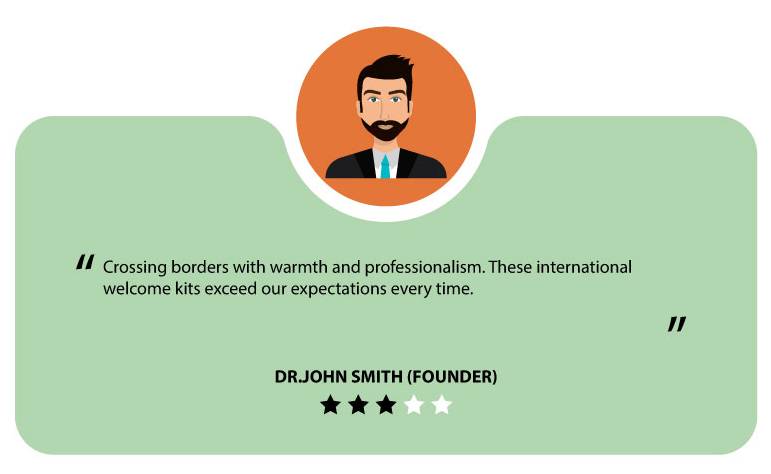 “ Crossing borders with warmth and professionalism. These international
welcome kits exceed our expectations every time.
”
DR.JOHN SMITH (FOUNDER)